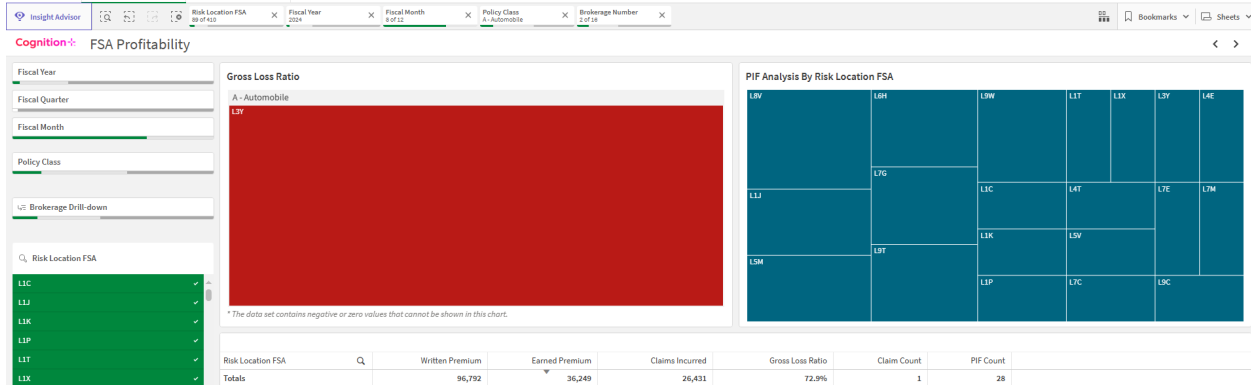 Insight Advisor
Risk Location FSA
89 of 410
Fiscal Year
2024
Fiscal Month
8 of 12
Policy Class
A - Automobile
Brokerage Number
2 of 16
Bookmarks
Sheets
Cognition
FSA Profitability
Fiscal Year
Fiscal Quarter
Fiscal Month
Policy Class
Brokerage Drill-down
Risk Location FSA
L1C
L1J
L1K
L1P
L1T
L1X
Gross Loss Ratio
A - Automobile
L3Y
* The data set contains negative or zero values that cannot be shown in this chart.
PIF Analysis By Risk Location FSA
L8V L6H L9W L1T L1X L3Y L4E
L7G
L1J L1C L4T L7E L7M
L1K L5V
L9T
L5M
L1P L7C L9C
Risk Location FSA Written Premium Earned Premium Claims Incurred Gross Loss Ratio Claim Count PIF Count
Totals 96,792 36,249 26,431 72.9% 1 28